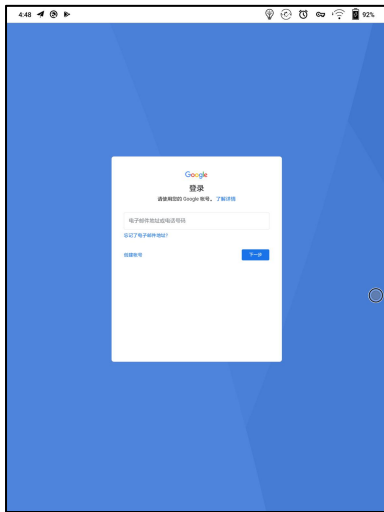 4:48
92%
Google
登录
请使用您的 Google 帐号。 了解详情
电子邮件地址或电话号码
忘记了电子邮件地址?
创建帐号
下一步